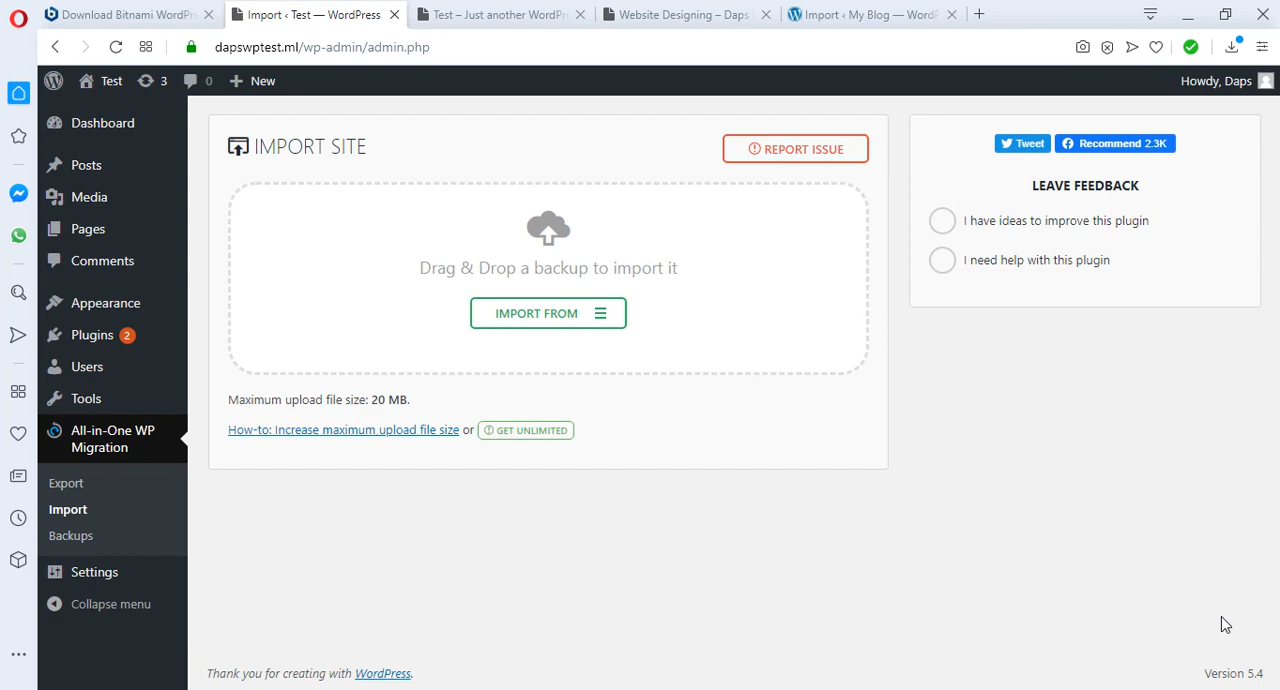 Download Bitnami WordPr
Import ‹ Test — WordPress
Test – Just another WordPr
Website Designing – Daps
Import ‹ My Blog — WordP
dapswptest.ml/wp-admin/admin.php
Test
3
0
New
Howdy, Daps
Dashboard
Posts
Media
Pages
Comments
Appearance
Plugins 2
Users
Tools
All-in-One WP
Migration
Export
Import
Backups
Settings
Collapse menu
IMPORT SITE
REPORT ISSUE
Drag & Drop a backup to import it
IMPORT FROM
Maximum upload file size: 20 MB.
How-to: Increase maximum upload file size or GET UNLIMITED
Tweet
Recommend 2.3K
LEAVE FEEDBACK
I have ideas to improve this plugin
I need help with this plugin
Thank you for creating with WordPress.
Version 5.4